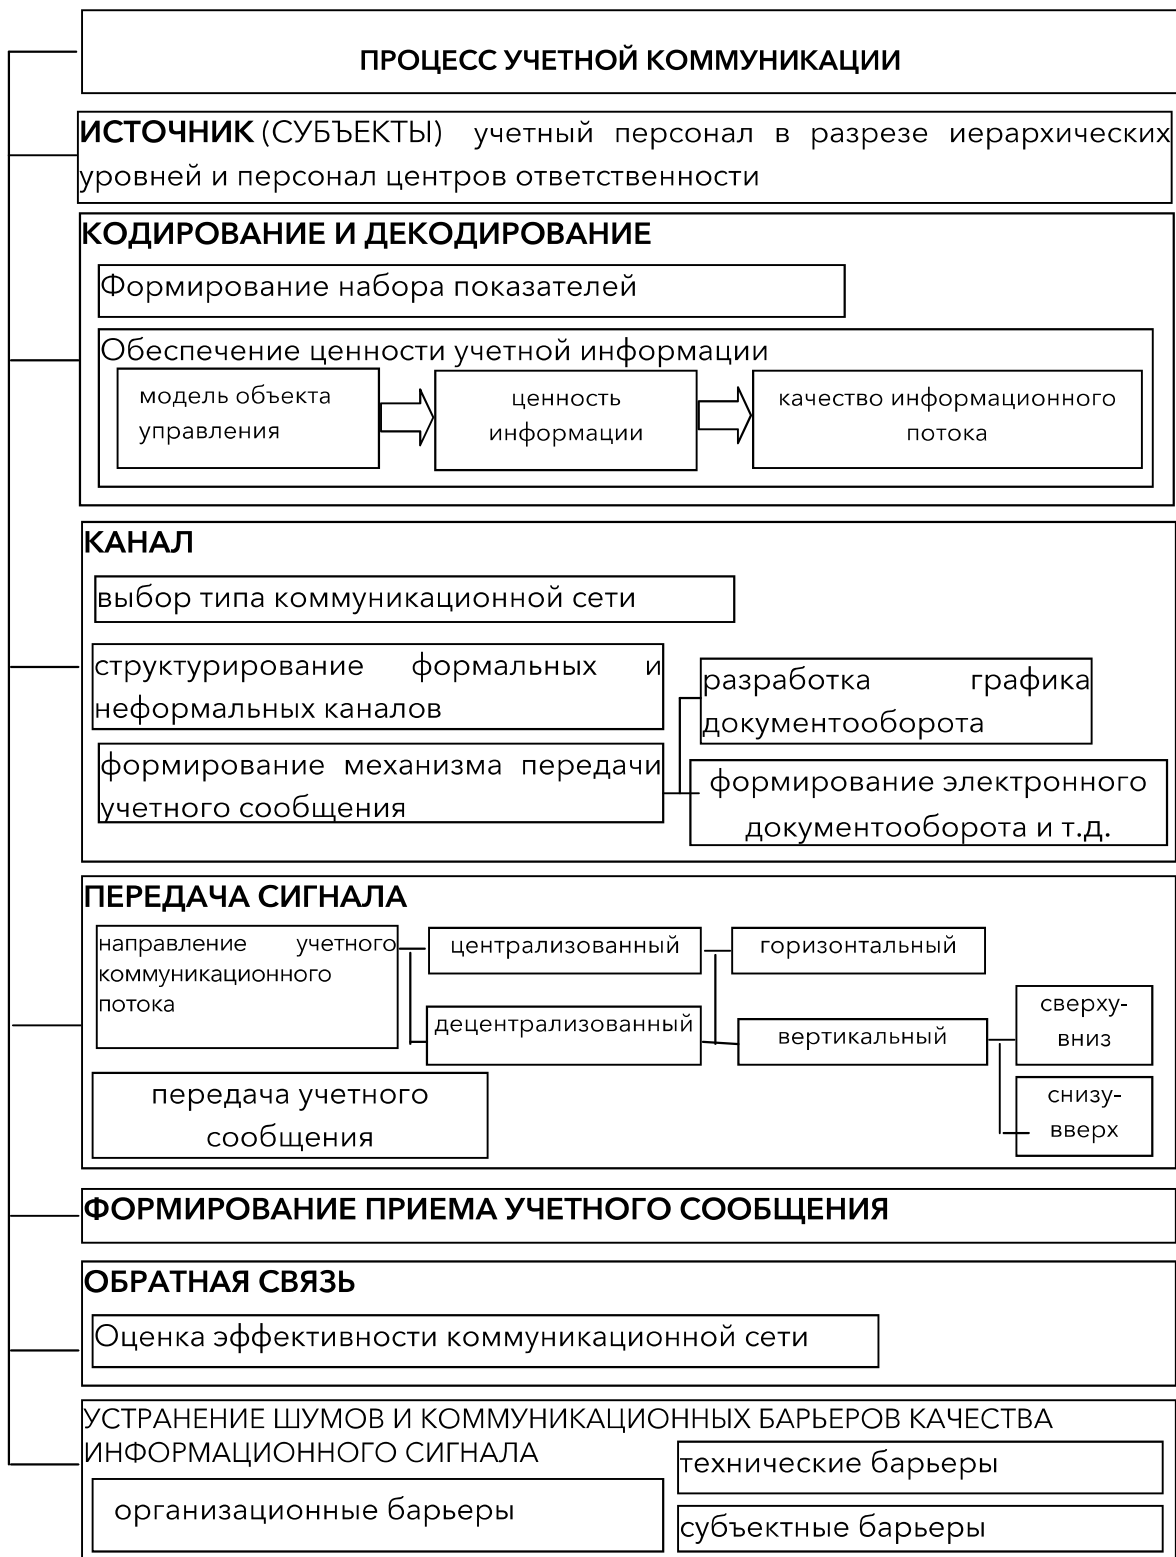 ПРОЦЕСС УЧЕТНОЙ КОММУНИКАЦИИ
ИСТОЧНИК (СУБЪЕКТЫ) учетный персонал в разрезе иерархических
уровней и персонал центров ответственности
КОДИРОВАНИЕ И ДЕКОДИРОВАНИЕ
Формирование набора показателей
Обеспечение ценности учетной информации
модель объекта
управления
ценность
информации
качество информационного
потока
КАНАЛ
выбор типа коммуникационной сети
структурирование формальных и
неформальных каналов
формирование механизма передачи
учетного сообщения
разработка графика
документооборота
формирование электронного
документооборота и т.д.
ПЕРЕДАЧА СИГНАЛА
направление учетного
коммуникационного
потока
централизованный
горизонтальный
децентрализованный
вертикальный
сверху-
вниз
снизу-
вверх
передача учетного
сообщения
ФОРМИРОВАНИЕ ПРИЕМА УЧЕТНОГО СООБЩЕНИЯ
ОБРАТНАЯ СВЯЗЬ
Оценка эффективности коммуникационной сети
УСТРАНЕНИЕ ШУМОВ И КОММУНИКАЦИОННЫХ БАРЬЕРОВ КАЧЕСТВА
ИНФОРМАЦИОННОГО СИГНАЛА
организационные барьеры
технические барьеры
субъектные барьеры